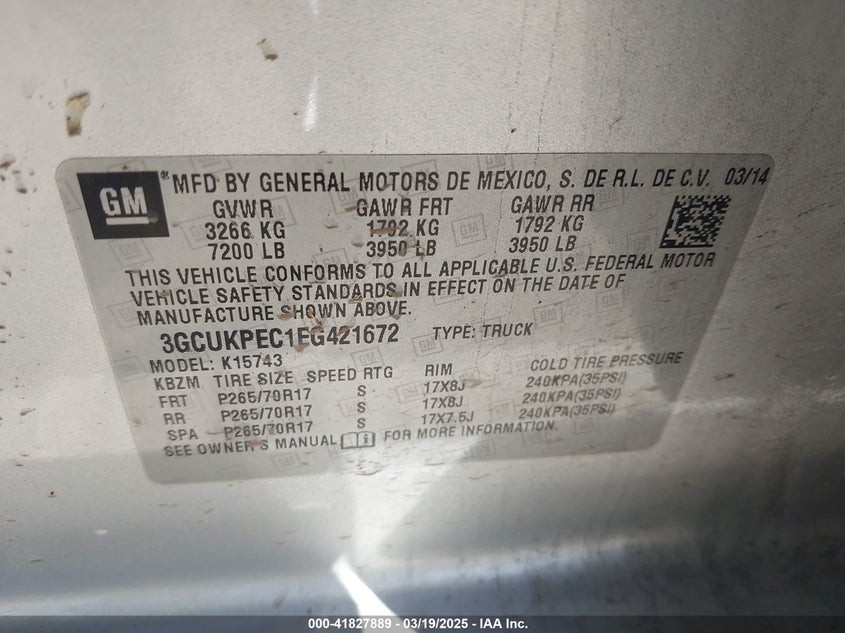 GM
® MFD BY GENERAL MOTORS DE MEXICO, S. DE R.L. DE C.V. 03/14
GVWR GAWR FRT GAWR RR
3266 KG 1792 KG 1792 KG
7200 LB 3950 LB 3950 LB
THIS VEHICLE CONFORMS TO ALL APPLICABLE U.S. FEDERAL MOTOR
VEHICLE SAFETY STANDARDS IN EFFECT ON THE DATE OF
MANUFACTURE SHOWN ABOVE.
3GCUKPEC1EG421672 TYPE: TRUCK
MODEL: K15743
KBZM TIRE SIZE SPEED RTG RIM COLD TIRE PRESSURE
FRT P265/70R17 S 17X8J 240KPA(35PSI)
RR P265/70R17 S 17X8J 240KPA(35PSI)
SPA P265/70R17 S 17X7.5J 240KPA(35PSI)
SEE OWNER'S MANUAL i FOR MORE INFORMATION.
000-41827889 - 03/19/2025 - IAA Inc.